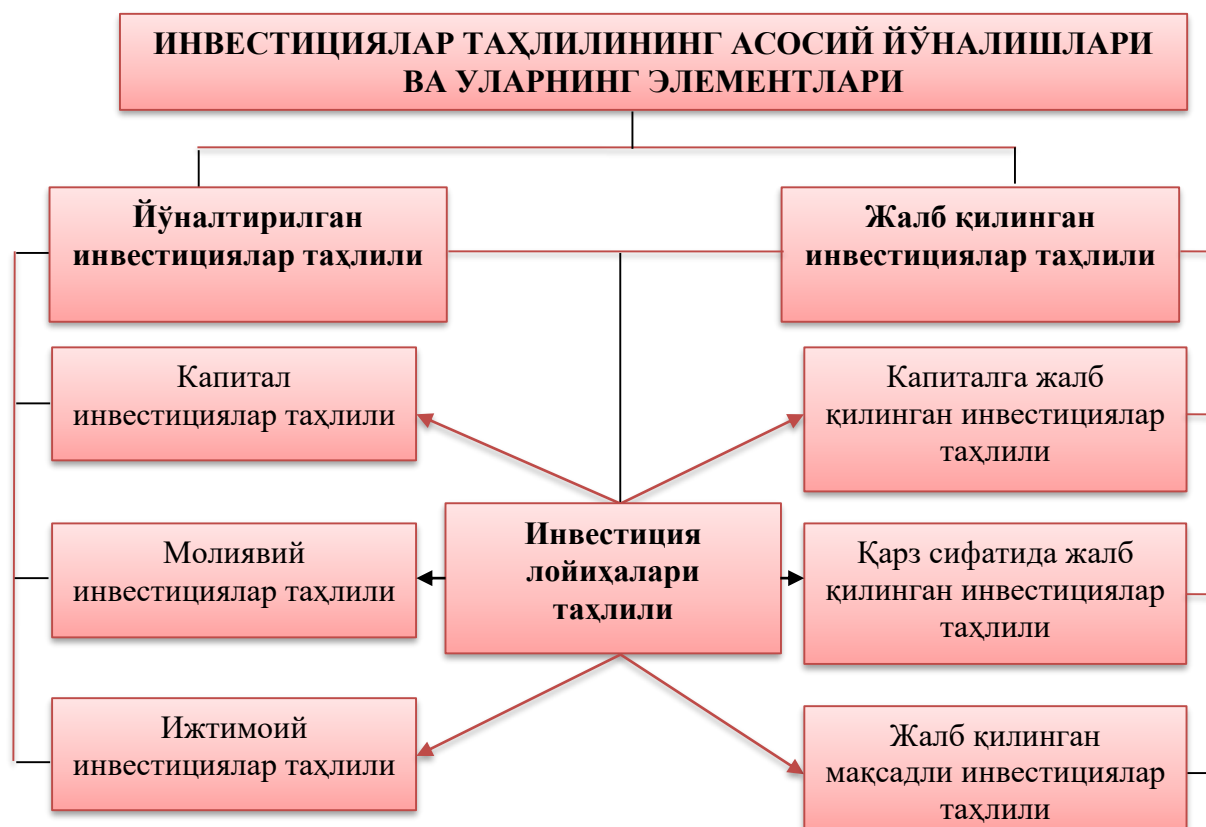 ИНВЕСТИЦИЯЛАР ТАҲЛИЛИНИНГ АСОСИЙ ЙЎНАЛИШЛАРИ
ВА УЛАРНИНГ ЭЛЕМЕНТЛАРИ
Йўналтирилган
инвестициялар таҳлили
Жалб қилинган
инвестициялар таҳлили
Капитал
инвестициялар таҳлили
Капиталга жалб
қилинган инвестициялар
таҳлили
Молиявий
инвестициялар таҳлили
Инвестиция
лойиҳалари
таҳлили
Қарз сифатида жалб
қилинган инвестициялар
таҳлили
Ижтимоий
инвестициялар таҳлили
Жалб қилинган
мақсадли инвестициялар
таҳлили